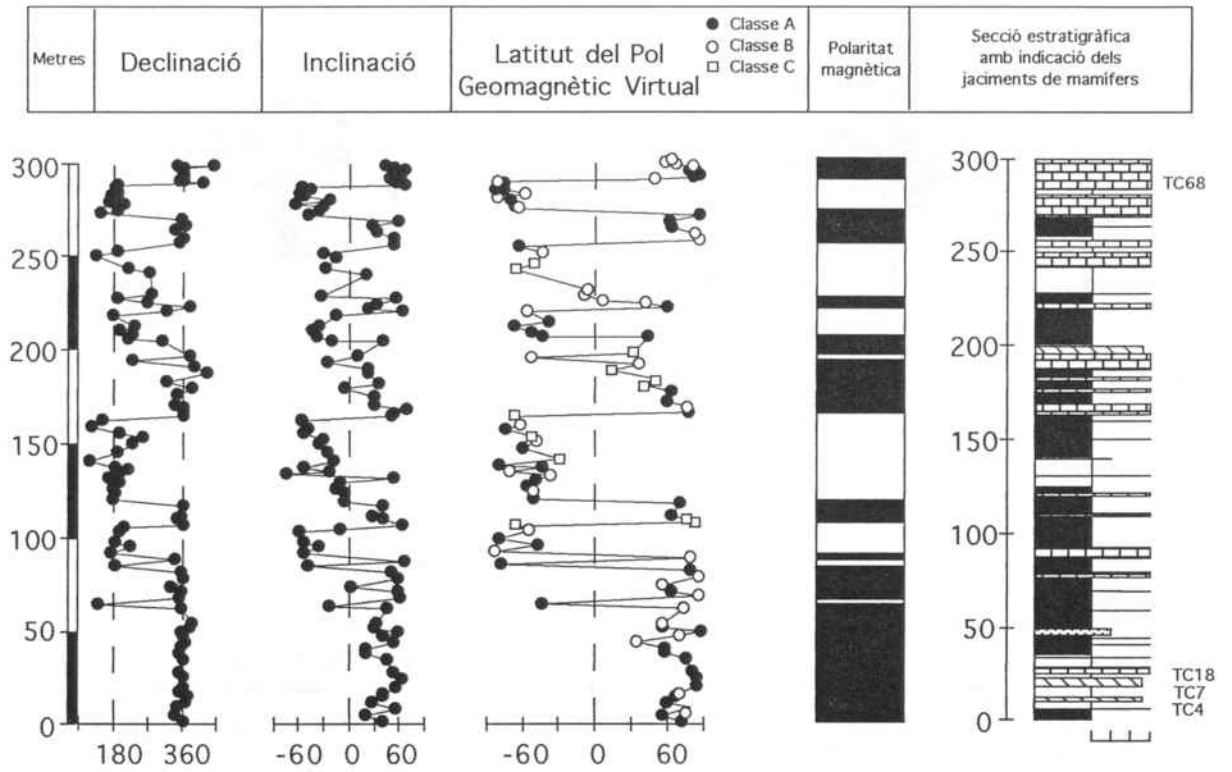 Metres
Declinació
Inclinació
Latitut del Pol
Geomagnètic Virtual
Classe A
Classe B
Classe C
Polaritat
magnètica
Secció estratigràfica
amb indicació dels
jaciments de mamífers
300
250
200
150
100
50
0
180 360
-60 0 60
-60 0 60
300
250
200
150
100
50
0
TC68
TC18
TC7
TC4